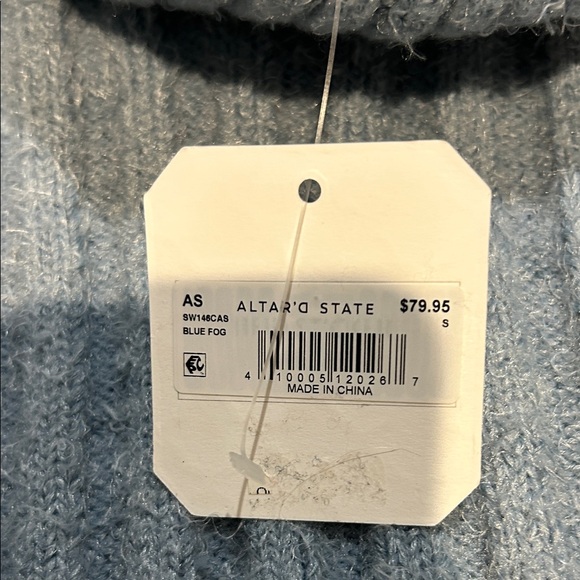 AS ALTAR'D STATE $79.95
SW146CAS S
BLUE FOG
4 10005 12026 7
MADE IN CHINA